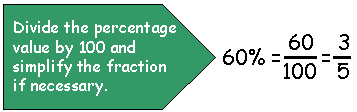 Divide the percentage
value by 100 and
simplify the fraction
if necessary.
60% = 60/100 = 3/5